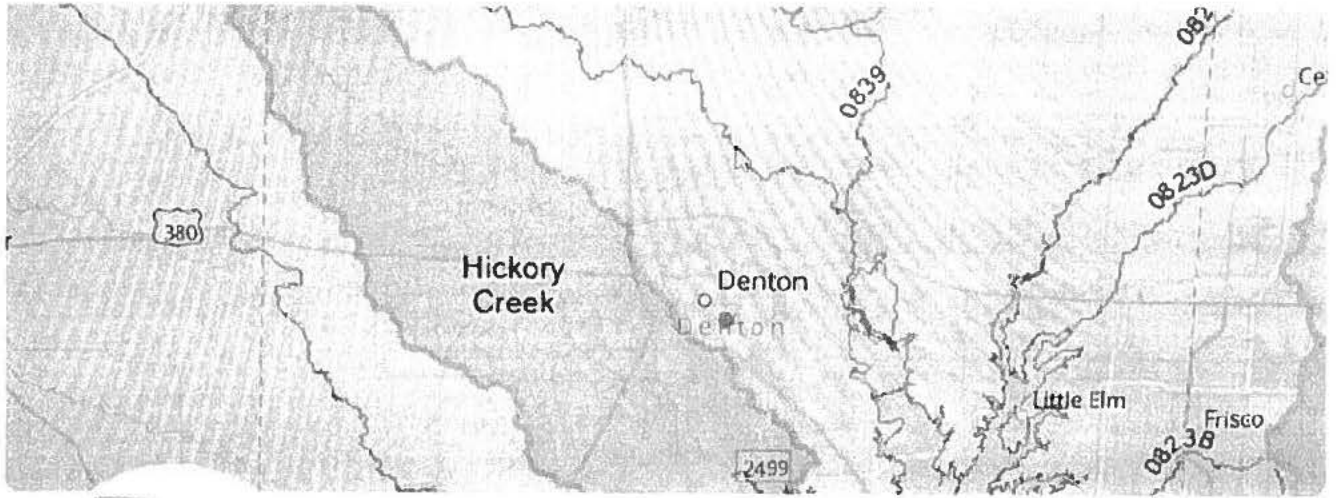 082
Ce
0839
0823D
380
r
Hickory
Creek
Denton
Denton
Little Elm
Frisco
0823B
2499